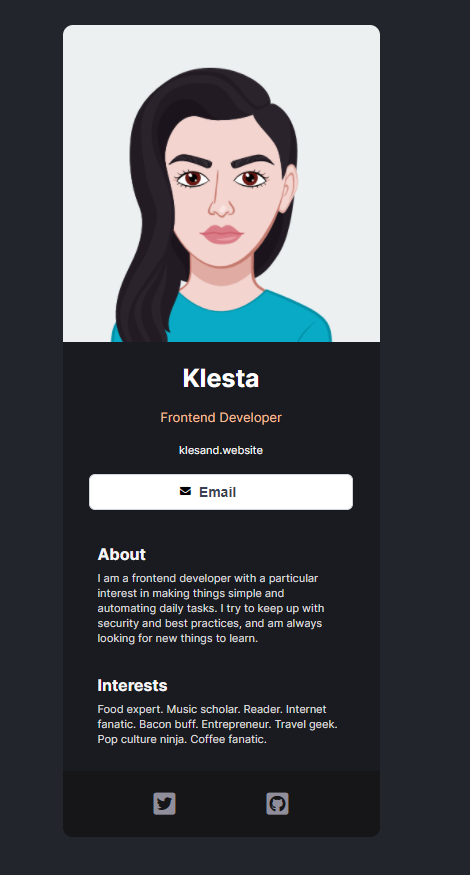 Klesta
Frontend Developer
klesand.website
Email
About
I am a frontend developer with a particular
interest in making things simple and
automating daily tasks. I try to keep up with
security and best practices, and am always
looking for new things to learn.
Interests
Food expert. Music scholar. Reader. Internet
fanatic. Bacon buff. Entrepreneur. Travel geek.
Pop culture ninja. Coffee fanatic.